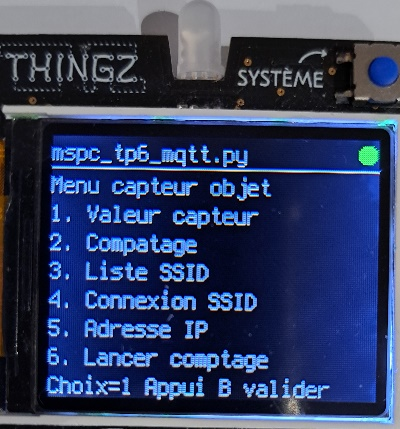 THINGZ
SYSTÈME
mspc_tp6_mqtt.py
Menu capteur objet
1. Valeur capteur
2. Compatage
3. Liste SSID
4. Connexion SSID
5. Adresse IP
6. Lancer comptage
Choix=1 Appui B valider